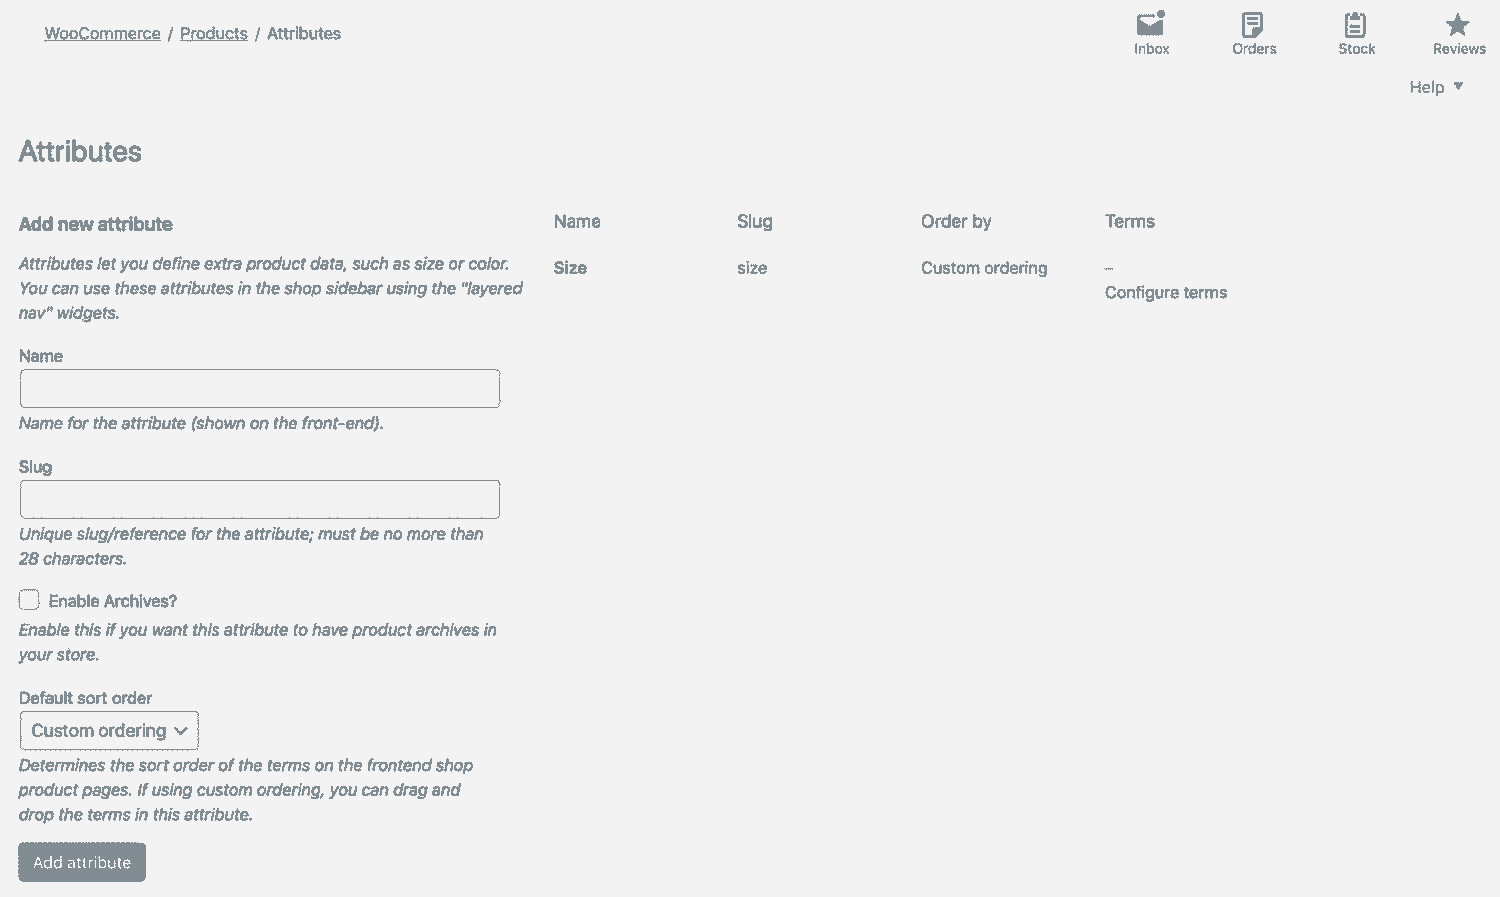 WooCommerce / Products / Attributes
Inbox
Orders
Stock
Reviews
Help ▼
Attributes
Add new attribute
Attributes let you define extra product data, such as size or color.
You can use these attributes in the shop sidebar using the "layered
nav" widgets.
Name
Name for the attribute (shown on the front-end).
Slug
Unique slug/reference for the attribute; must be no more than
28 characters.
Enable Archives?
Enable this if you want this attribute to have product archives in
your store.
Default sort order
Custom ordering
Determines the sort order of the terms on the frontend shop
product pages. If using custom ordering, you can drag and
drop the terms in this attribute.
Add attribute
Name Slug Order by Terms
Size size Custom ordering –
Configure terms